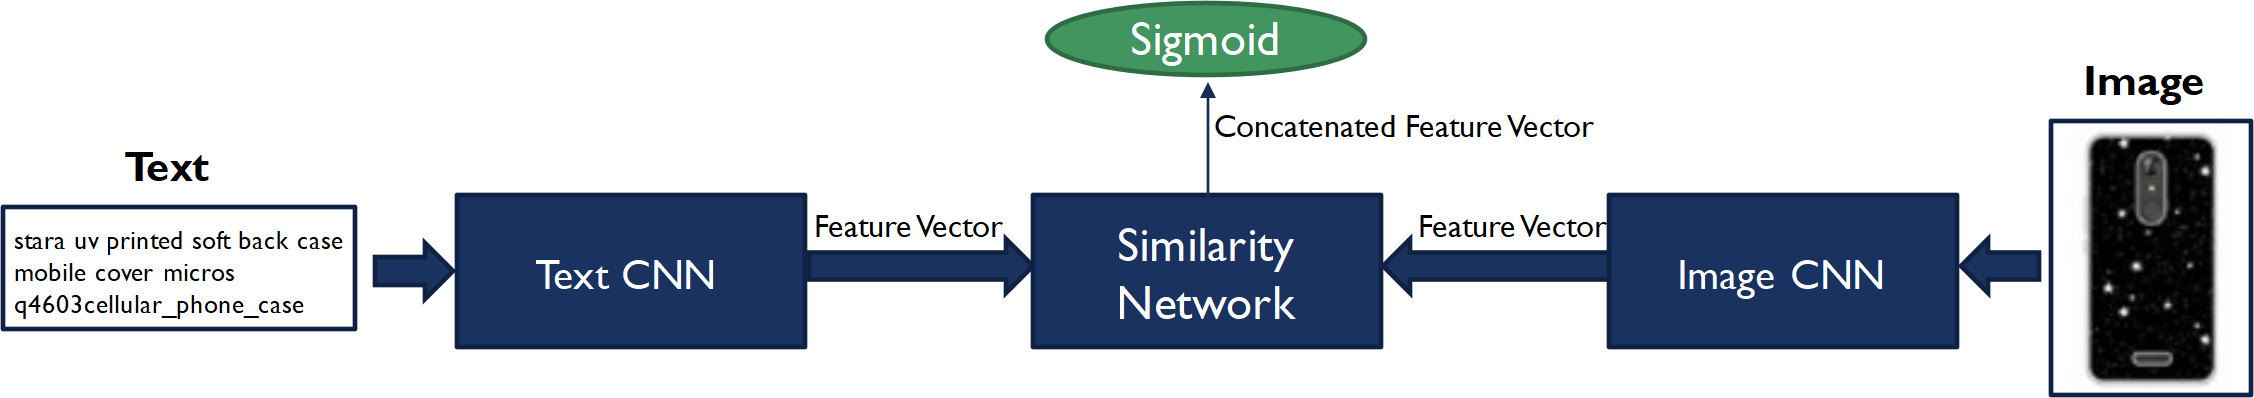 Sigmoid
Image
Concatenated Feature Vector
Text
stara uv printed soft back case
mobile cover micros
q4603cellular_phone_case
Text CNN
Feature Vector
Similarity
Network
Feature Vector
Image CNN